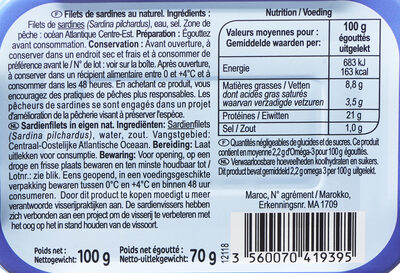 Filets de sardines au naturel. Ingrédients :
Filets de sardines (Sardina pilchardus), eau, sel. Zone de
pêche : océan Atlantique Centre-Est. Préparation : Égouttez
avant consommation. Conservation : Avant ouverture, à
conserver dans un endroit sec et frais et à consommer de
préférence avant le / N° de lot : voir sur la boîte. Après ouverture,
à conserver dans un récipient alimentaire entre 0 et +4°C et à
consommer dans les 48 heures. En achetant ce produit, vous
encouragez des pratiques de pêches plus responsables. Les
pêcheurs de sardines se sont engagés dans un projet
d'amélioration de la pêcherie visant à préserver l'espèce.
Sardinefilets in eigen nat. Ingrediënten: Sardienfilets
(Sardina pilchardus), water, zout. Vangstgebied:
Centraal-Oostelijke Atlantische Oceaan. Bereiding: Laat
uitlekken voor consumptie. Bewaring: Voor opening, op een
droge en frisse plaats bewaren en ten minste houdbaar tot /
Lotnr.: zie blik. Eens geopend, in een voedingsgeschikte
verpakking bewaren tussen 0°C en +4°C en binnen 48 uur
consumeren. Door dit product te kopen moedigt u meer
verantwoorde visserijpraktijken aan. De sardienvissers hebben
zich verbonden aan een project om de visserij te verbeteren met
het oog op het in stand houden van de vissoort.
Poids net :
Nettogewicht: 100 g
Poids net égoutté :
Netto-uitlekgewicht: 70 g
12118
Nutrition / Voeding
Valeurs moyennes pour :
Gemiddelde waarden per:
100 g
égouttés
uitgelekt
Energie
683 kJ
163 kcal
Matières grasses / Vetten
8,8 g
dont acides gras saturés
waarvan verzadigde vetzuren
3,5 g
Protéines / Eiwitten
21 g
Sel / Zout
1,0 g
Quantités négligeables de glucides et de sucres. Ce produit
contient en moyenne 2,2 g d'Oméga-3 pour 100 g égouttés.
Verwaarloosbare hoeveelheden koolhydraten en suikers.
Dit product bevat gemiddeld 2,2 g omega 3 per 100 g uitgelekt.
Maroc, N° agrément / Marokko,
Erkenningsnr. MA 1709
3 560070 419395